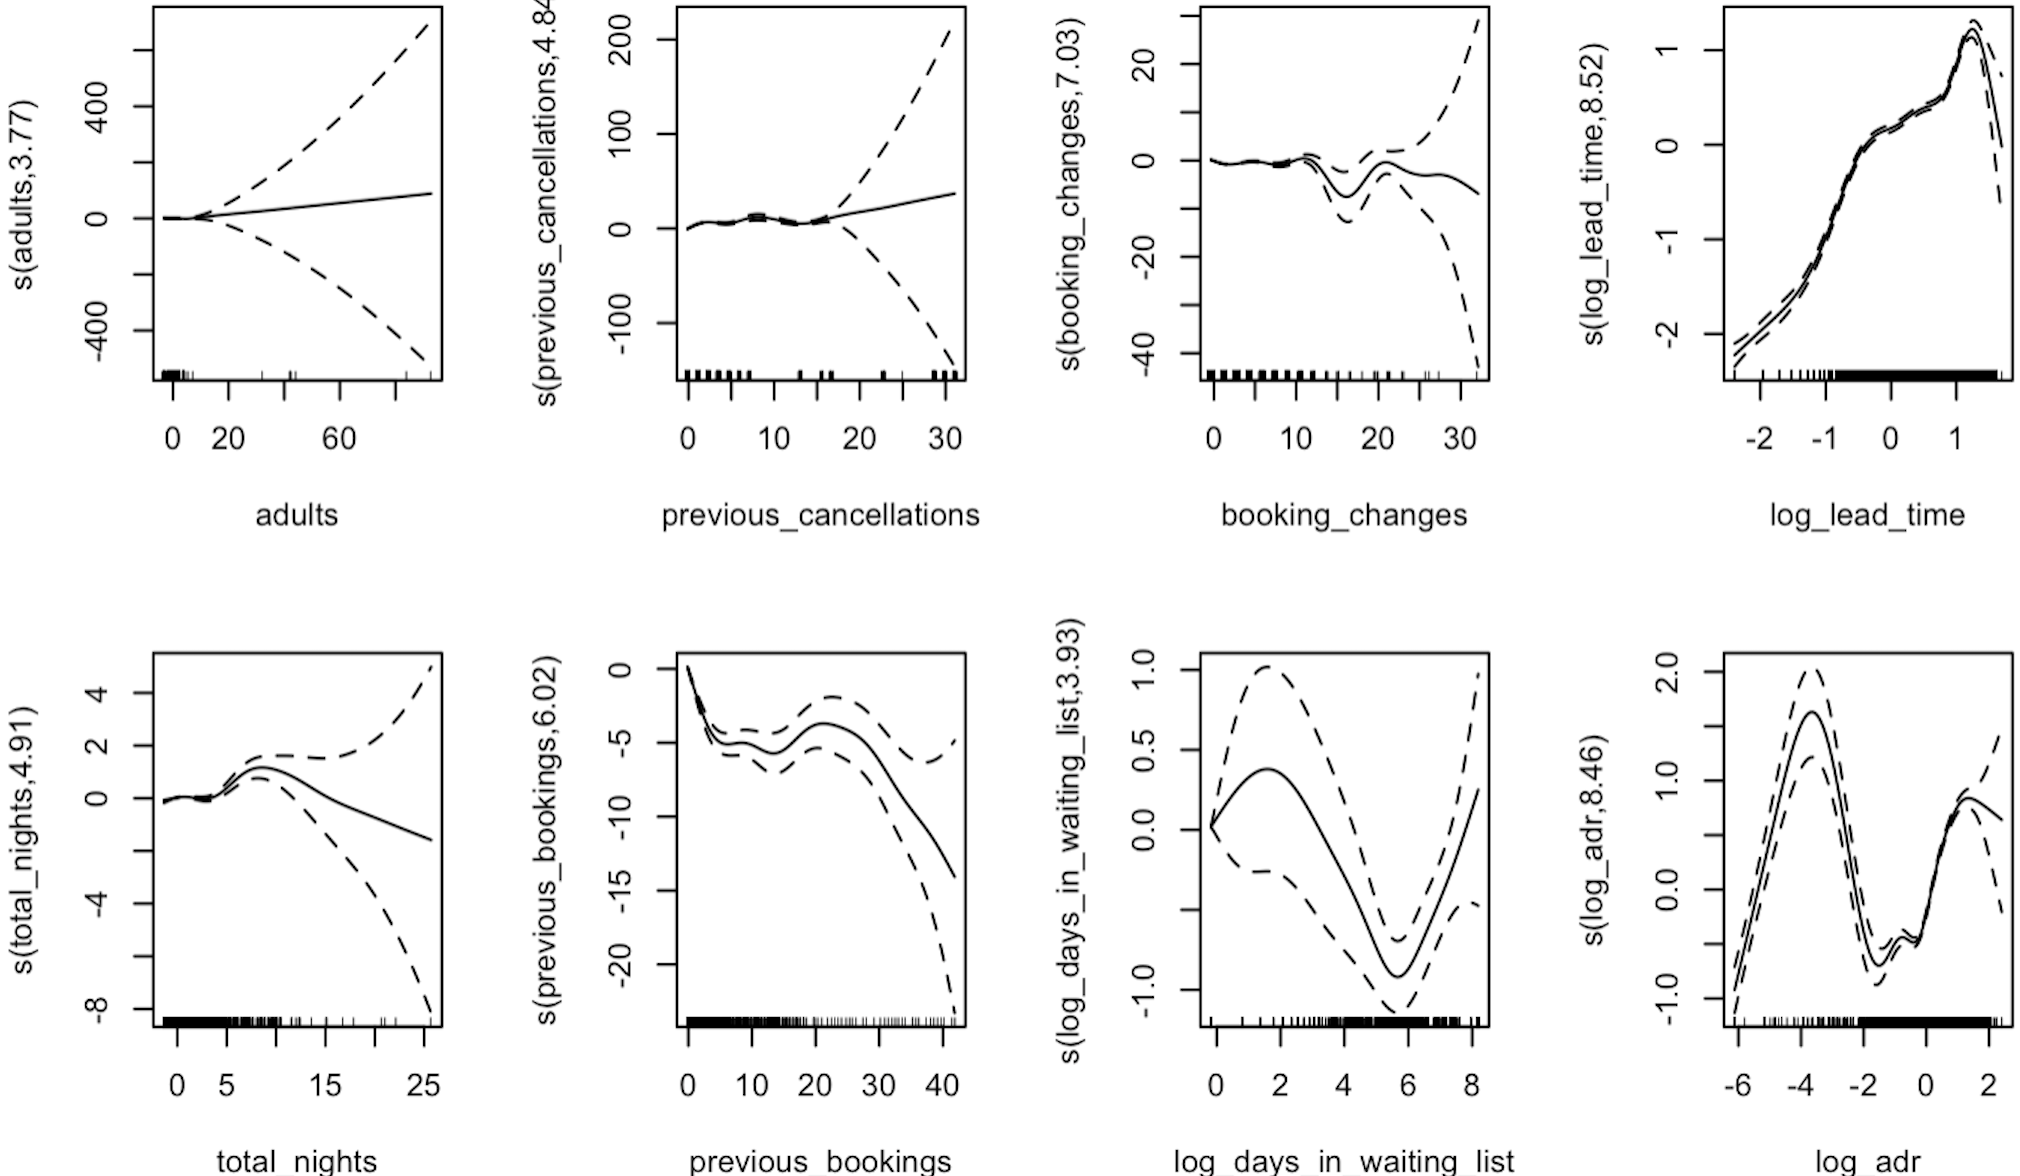 s(adults,3.77)
400
0
-400
0 20 60
adults
s(previous_cancellations,4.84
200
100
0
-100
0 10 20 30
previous_cancellations
s(booking_changes,7.03)
20
0
-20
-40
0 10 20 30
booking_changes
s(log_lead_time,8.52)
1
0
-1
-2
-2 -1 0 1
log_lead_time
s(total_nights,4.91)
4
2
0
-4
-8
0 5 15 25
total_nights
s(previous_bookings,6.02)
0
-5
-10
-15
-20
0 10 20 30 40
previous_bookings
s(log_days_in_waiting_list,3.93)
1.0
0.5
0.0
-1.0
0 2 4 6 8
log_days_in_waiting_list
s(log_adr,8.46)
2.0
1.0
0.0
-1.0
-6 -4 -2 0 2
log_adr